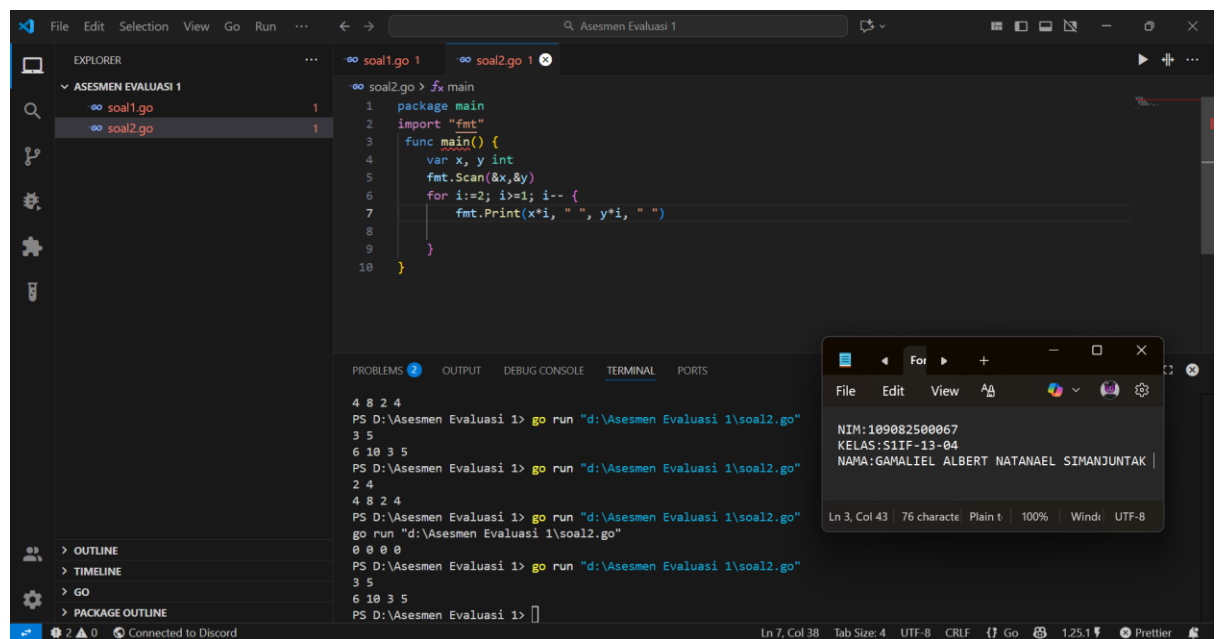 File Edit Selection View Go Run ... Asesmen Evaluasi 1
EXPLORER ...
ASESMEN EVALUASI 1
soal1.go 1
soal2.go 1
soal1.go 1 soal2.go 1
soal2.go > main
1 package main
2 import "fmt"
3 func main() {
4 var x, y int
5 fmt.Scan(&x,&y)
6 for i:=2; i>=1; i-- {
7 fmt.Print(x*i, " ", y*i, " ")
8
9 }
10 }
PROBLEMS 2 OUTPUT DEBUG CONSOLE TERMINAL PORTS
4 8 2 4
PS D:\Asesmen Evaluasi 1> go run "d:\Asesmen Evaluasi 1\soal2.go"
3 5
6 10 3 5
PS D:\Asesmen Evaluasi 1> go run "d:\Asesmen Evaluasi 1\soal2.go"
2 4
4 8 2 4
PS D:\Asesmen Evaluasi 1> go run "d:\Asesmen Evaluasi 1\soal2.go"
go run "d:\Asesmen Evaluasi 1\soal2.go"
0 0 0 0
PS D:\Asesmen Evaluasi 1> go run "d:\Asesmen Evaluasi 1\soal2.go"
3 5
6 10 3 5
PS D:\Asesmen Evaluasi 1>
For
File Edit View
NIM:109082500067
KELAS:S1IF-13-04
NAMA:GAMALIEL ALBERT NATANAEL SIMANJUNTAK
Ln 3, Col 43 76 characte Plain t 100% Wind UTF-8
OUTLINE
TIMELINE
GO
PACKAGE OUTLINE
2 0 Connected to Discord Ln 7, Col 38 Tab Size: 4 UTF-8 CRLF {} Go 1.25.1 Prettier